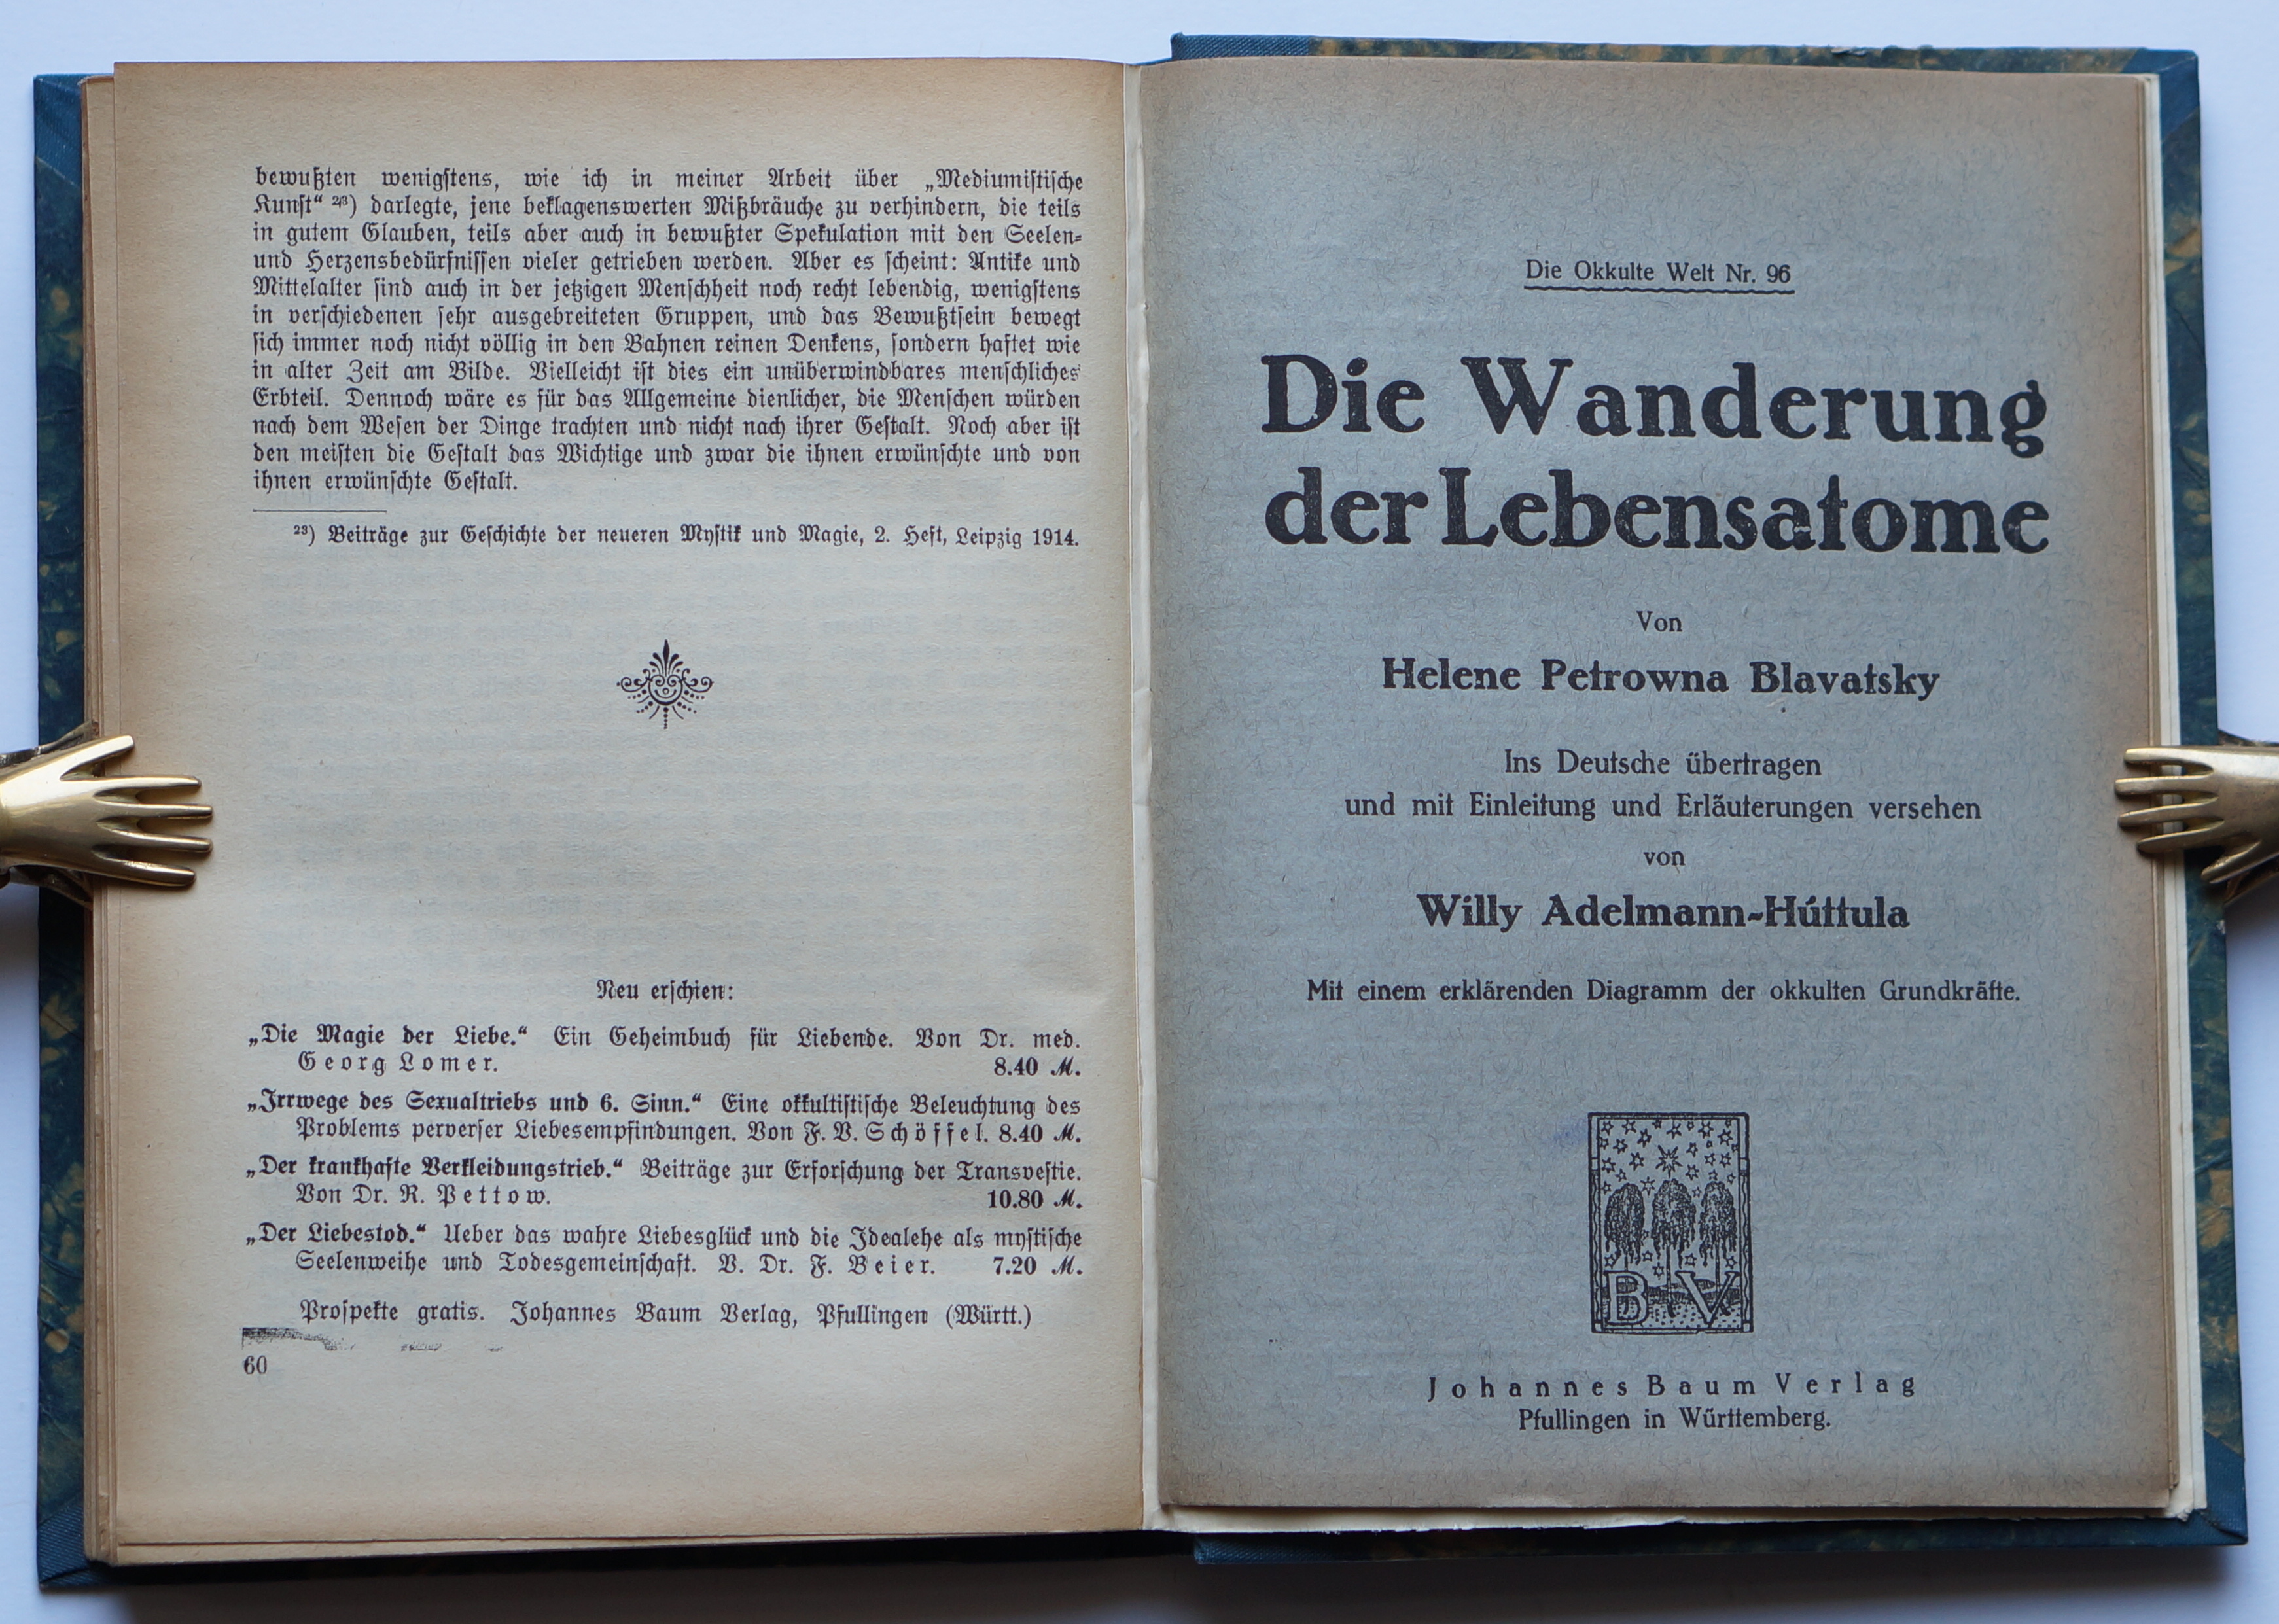 bewußten wenigstens, wie ich in meiner Arbeit über „Mediumistische
Kunst“ ²³) darlegte, jene beklagenswerten Mißbräuche zu verhindern, die teils
in gutem Glauben, teils aber auch in bewußter Spekulation mit den Seelen-
und Herzensbedürfnissen vieler getrieben werden. Aber es scheint: Antike und
Mittelalter sind auch in der jetzigen Menschheit noch recht lebendig, wenigstens
in verschiedenen sehr ausgebreiteten Gruppen, und das Bewußtsein bewegt
sich immer noch nicht völlig in den Bahnen reinen Denkens, sondern haftet wie
in alter Zeit am Bilde. Vielleicht ist dies ein unüberwindbares menschliches
Erbteil. Dennoch wäre es für das Allgemeine dienlicher, die Menschen würden
nach dem Wesen der Dinge trachten und nicht nach ihrer Gestalt. Noch aber ist
den meisten die Gestalt das Wichtige und zwar die ihnen erwünschte und von
ihnen erwünschte Gestalt.
²³) Beiträge zur Geschichte der neueren Mystik und Magie, 2. Heft, Leipzig 1914.
Neu erschien:
„Die Magie der Liebe.“ Ein Geheimbuch für Liebende. Von Dr. med.
Georg Lomer. 8.40 M.
„Irrwege des Sexualtriebs und 6. Sinn.“ Eine okkultistische Beleuchtung des
Problems perverser Liebesempfindungen. Von F. V. Schöffel. 8.40 M.
„Der krankhafte Verkleidungstrieb.“ Beiträge zur Erforschung der Transvestie.
Von Dr. R. Pettow. 10.80 M.
„Der Liebestod.“ Ueber das wahre Liebesglück und die Idealehe als mystische
Seelenweihe und Todesgemeinschaft. V. Dr. F. Beier. 7.20 M.
Prospekte gratis. Johannes Baum Verlag, Pfullingen (Württ.)
60
Die Okkulte Welt Nr. 96
Die Wanderung
der Lebensatome
Von
Helene Petrowna Blavatsky
Ins Deutsche übertragen
und mit Einleitung und Erläuterungen versehen
von
Willy Adelmann-Húttula
Mit einem erklärenden Diagramm der okkulten Grundkräfte.
B V
Johannes Baum Verlag
Pfullingen in Württemberg.